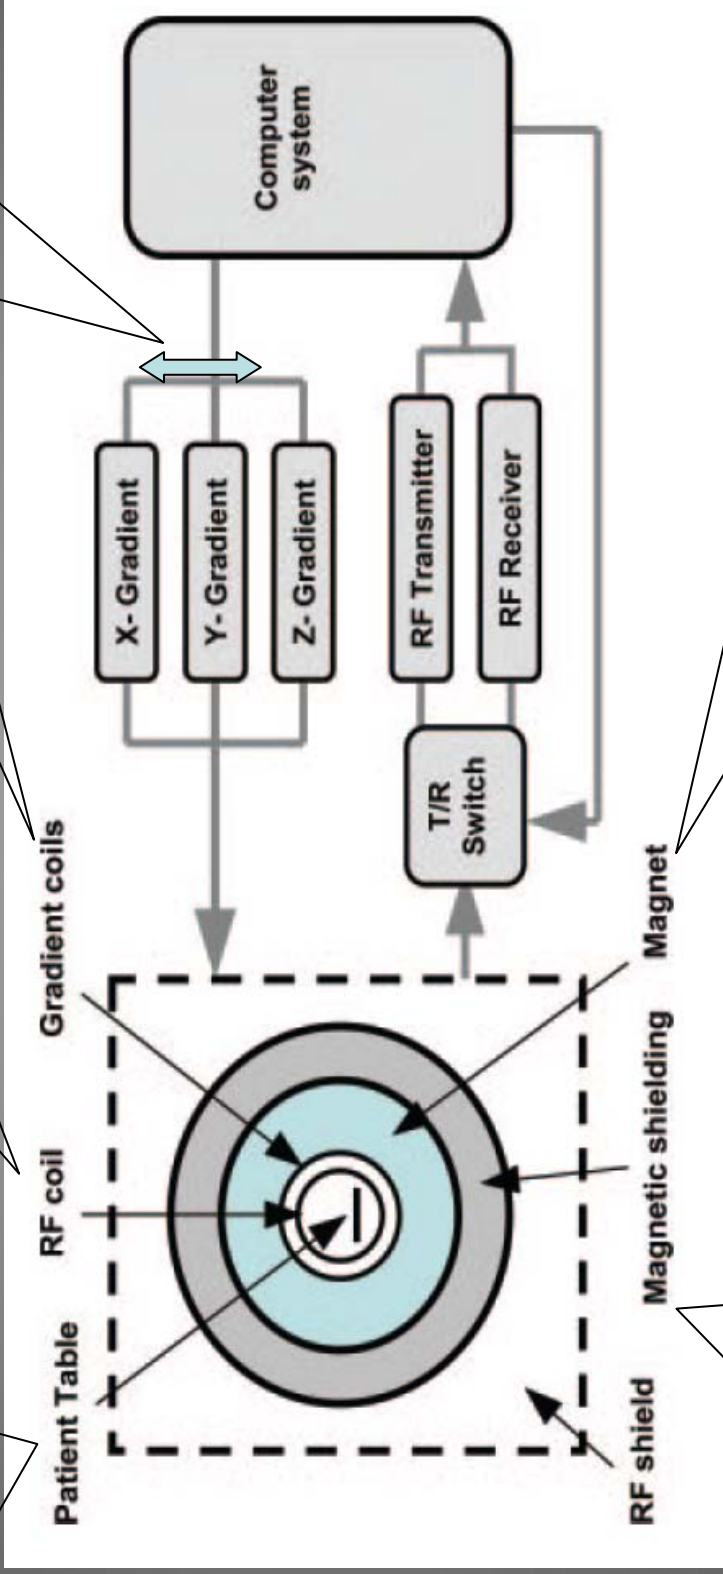 Patient Table
RF coil
Gradient coils
X- Gradient
Y- Gradient
Z- Gradient
Computer
system
RF Transmitter
RF Receiver
T/R
Switch
RF shield
Magnetic shielding
Magnet